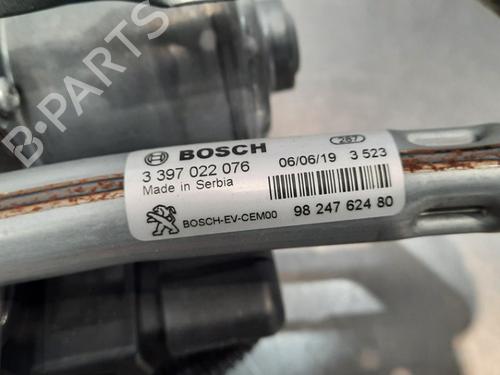 BOSCH
3 397 022 076
Made in Serbia
267
06/06/19 3 523
BOSCH-EV-CEM00
98 247 624 80
B-PARTS